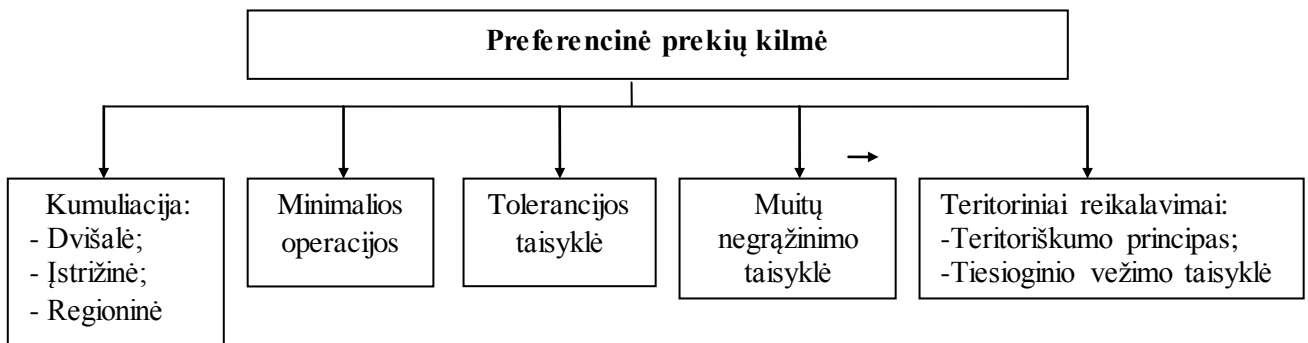 Preferencinė prekių kilmė
Kumuliacija:
- Dvišalė;
- Įstrižinė;
- Regioninė
Minimalios
operacijos
Tolerancijos
taisyklė
Muitų
negrąžinimo
taisyklė
Teritoriniai reikalavimai:
-Teritoriškumo principas;
-Tiesioginio vežimo taisyklė